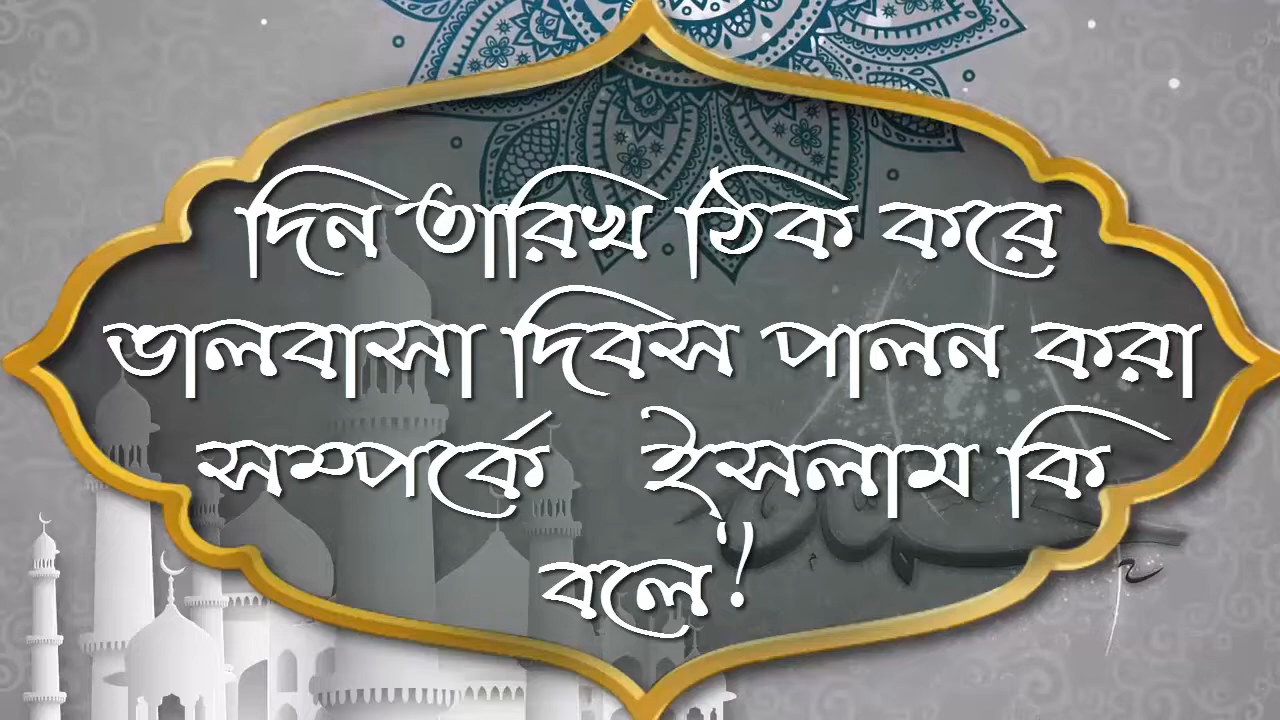 দিন তারিখ ঠিক করে
ভালবাসা দিবস পালন করা
সম্পর্কে ইসলাম কি
বলে?